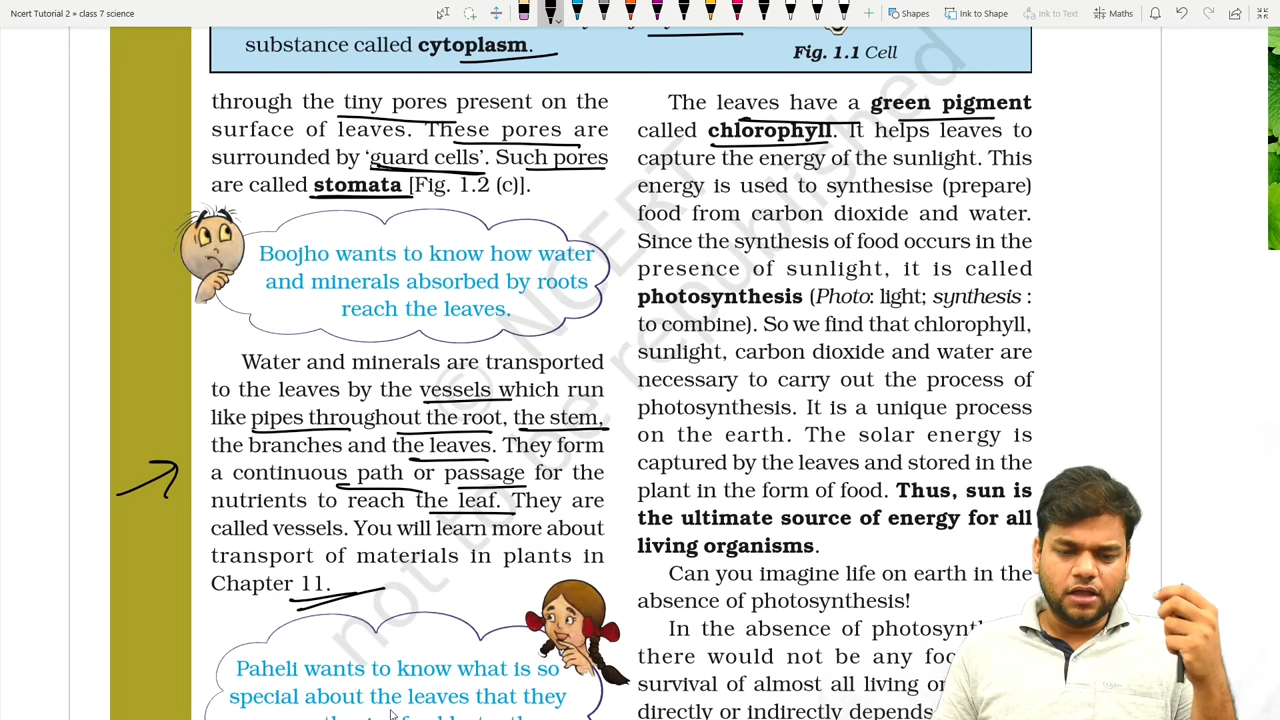 Ncert Tutorial 2 » class 7 science
Shapes
Ink to Shape
Ink to Text
Maths
substance called cytoplasm.
Fig. 1.1 Cell
through the tiny pores present on the
surface of leaves. These pores are
surrounded by ‘guard cells’. Such pores
are called stomata [Fig. 1.2 (c)].
Boojho wants to know how water
and minerals absorbed by roots
reach the leaves.
Water and minerals are transported
to the leaves by the vessels which run
like pipes throughout the root, the stem,
the branches and the leaves. They form
a continuous path or passage for the
nutrients to reach the leaf. They are
called vessels. You will learn more about
transport of materials in plants in
Chapter 11.
Paheli wants to know what is so
special about the leaves that they
The leaves have a green pigment
called chlorophyll. It helps leaves to
capture the energy of the sunlight. This
energy is used to synthesise (prepare)
food from carbon dioxide and water.
Since the synthesis of food occurs in the
presence of sunlight, it is called
photosynthesis (Photo: light; synthesis :
to combine). So we find that chlorophyll,
sunlight, carbon dioxide and water are
necessary to carry out the process of
photosynthesis. It is a unique process
on the earth. The solar energy is
captured by the leaves and stored in the
plant in the form of food. Thus, sun is
the ultimate source of energy for all
living organisms.
Can you imagine life on earth in the
absence of photosynthesis!
In the absence of
there would not be any
survival of almost all living
directly or indirectly depends
© NCERT
not to be republished